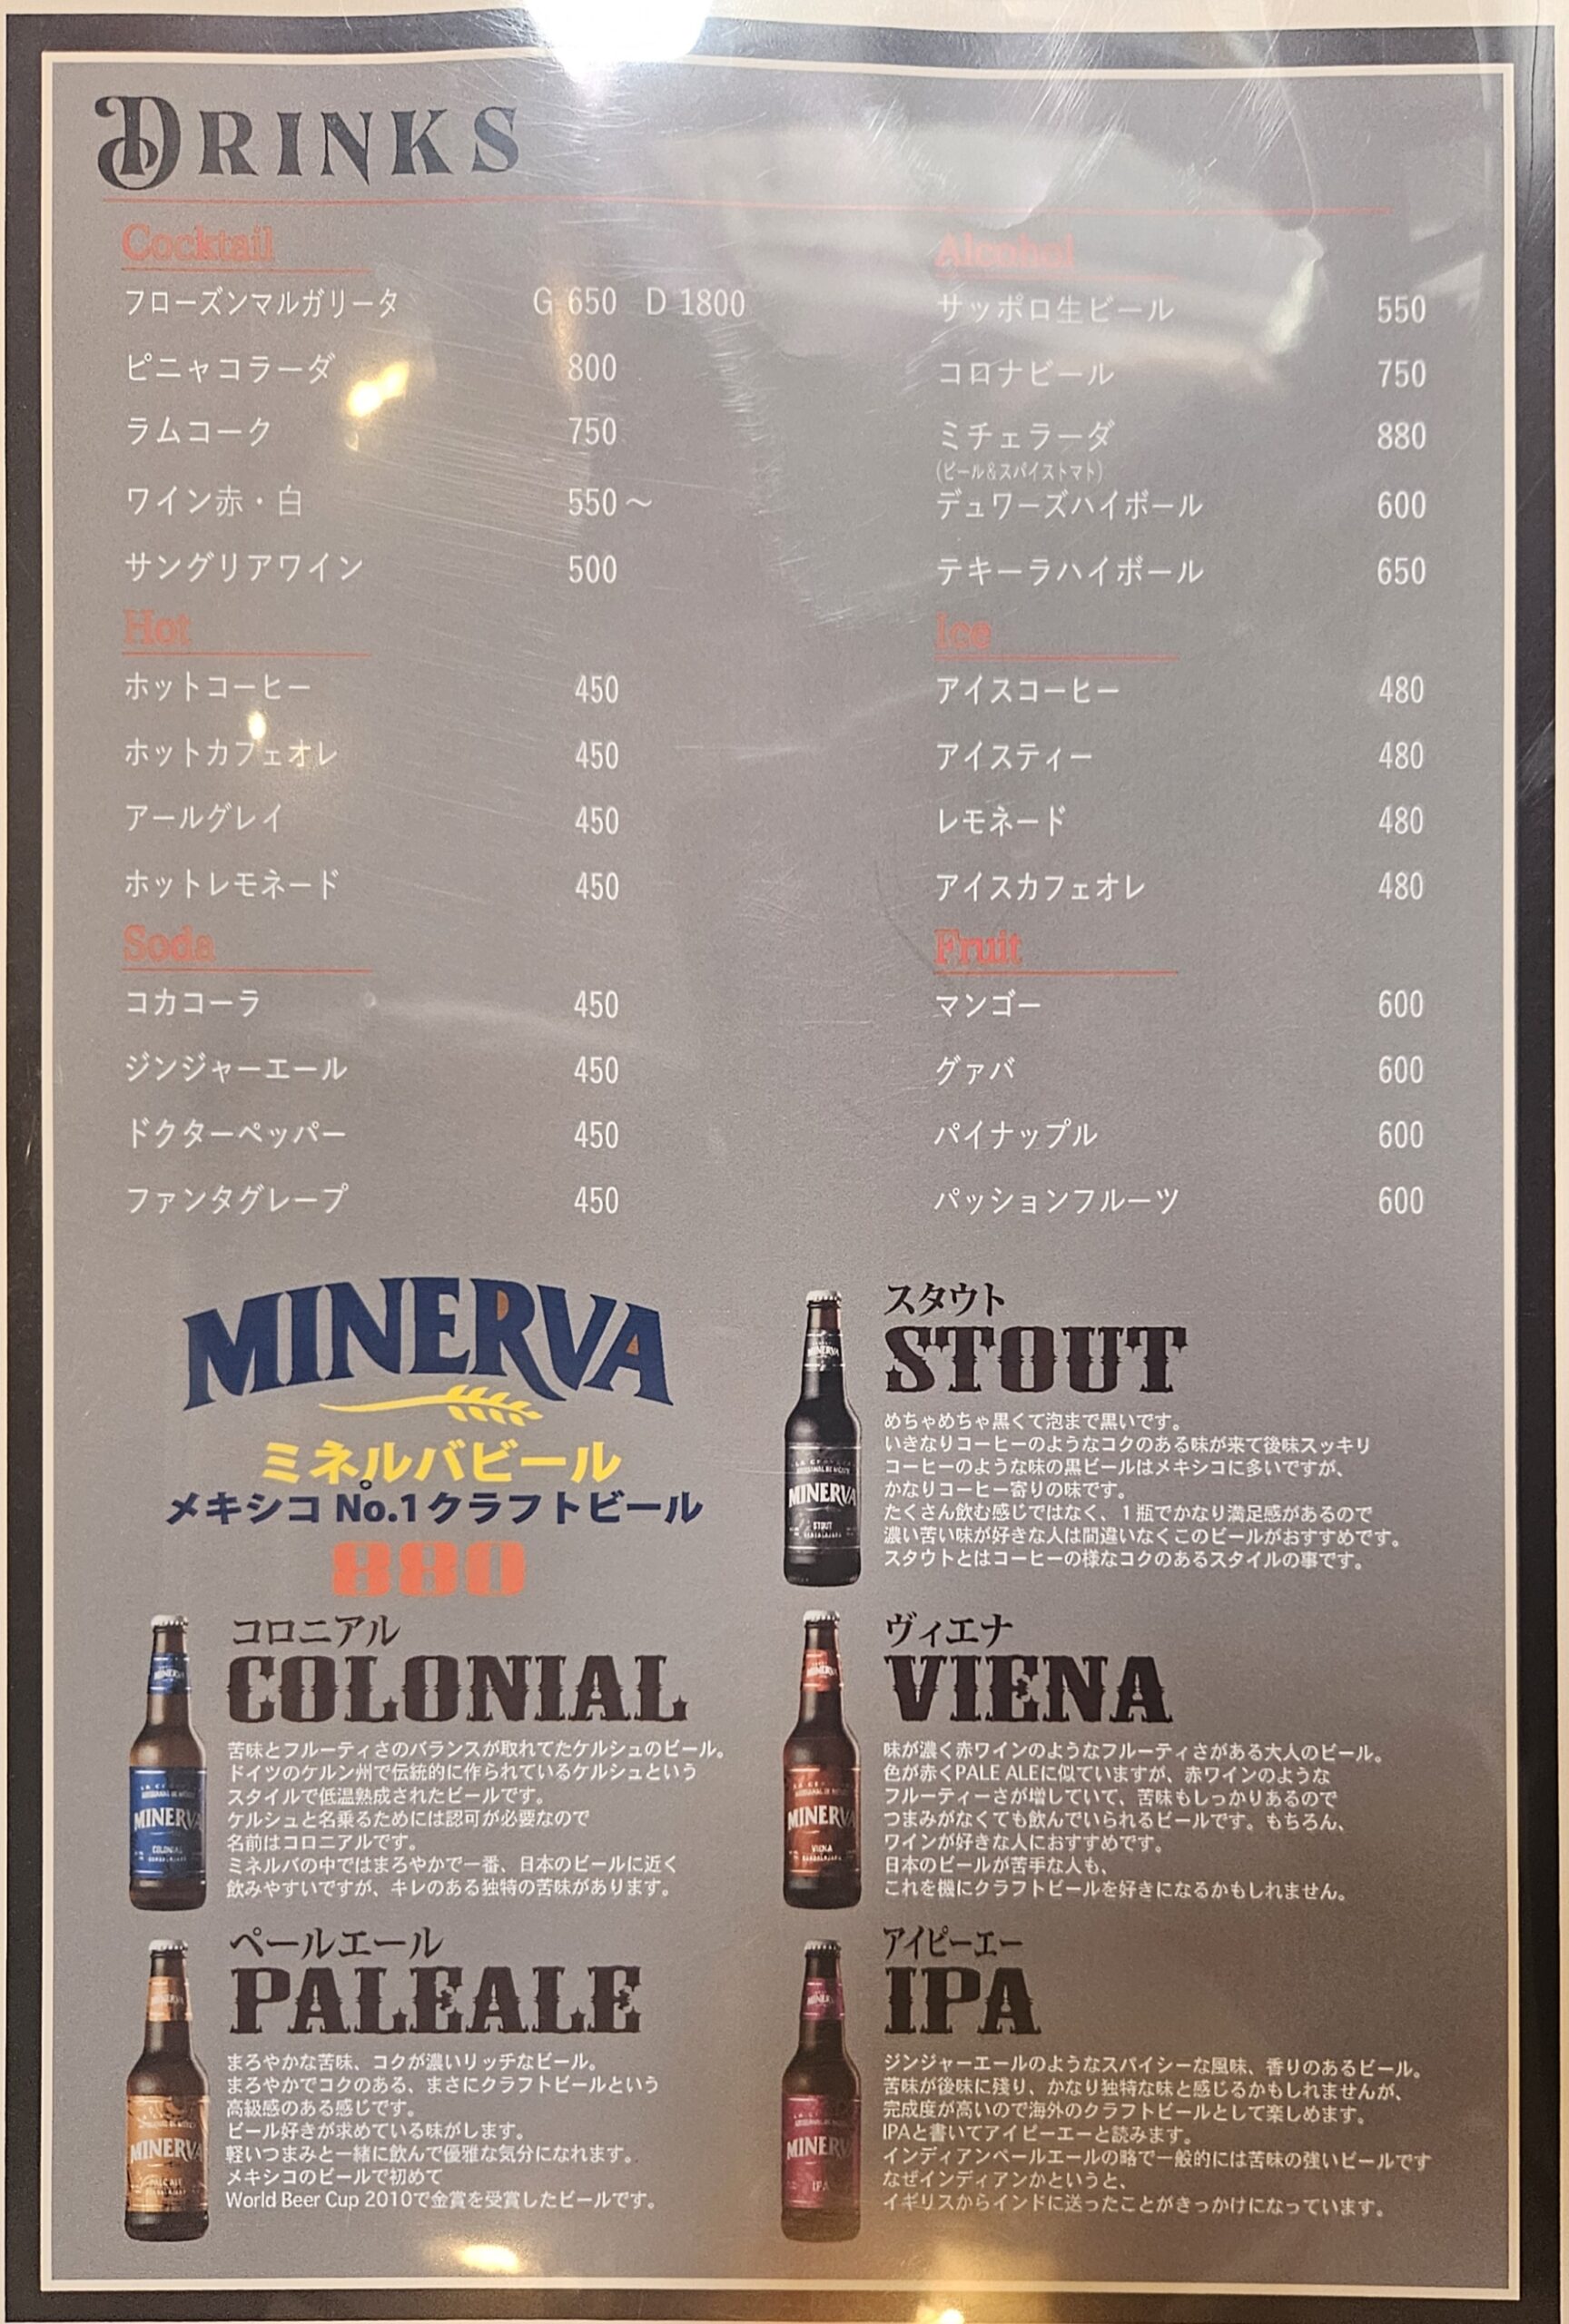 DRINKS
Cocktail
フローズンマルガリータ G 650 D 1800
ピニャコラーダ 800
ラムコーク 750
ワイン赤・白 550～
サングリアワイン 500
Alcohol
サッポロ生ビール 550
コロナビール 750
ミチェラーダ 880
(ビール&スパイストマト)
デュワーズハイボール 600
テキーラハイボール 650
Hot
ホットコーヒー 450
ホットカフェオレ 450
アールグレイ 450
ホットレモネード 450
Ice
アイスコーヒー 480
アイスティー 480
レモネード 480
アイスカフェオレ 480
Soda
コカコーラ 450
ジンジャーエール 450
ドクターペッパー 450
ファンタグレープ 450
Fruit
マンゴー 600
グァバ 600
パイナップル 600
パッションフルーツ 600
MINERVA
ミネルバビール
メキシコ No.1クラフトビール
880
スタウト
STOUT
めちゃめちゃ黒くて泡まで黒いです。
いきなりコーヒーのようなコクのある味が来て後味スッキリ
コーヒーのような味の黒ビールはメキシコに多いですが、
かなりコーヒー寄りの味です。
たくさん飲む感じではなく、1瓶でかなり満足感があるので
濃い苦い味が好きな人は間違いなくこのビールがおすすめです。
スタウトとはコーヒーの様なコクのあるスタイルの事です。
MINERVA
MINERVA
STOUT
コロニアル
COLONIAL
苦味とフルーティさのバランスが取れてたケルシュのビール。
ドイツのケルン州で伝統的に作られているケルシュという
スタイルで低温熟成されたビールです。
ケルシュと名乗るためには認可が必要なので
名前はコロニアルです。
ミネルバの中ではまろやかで一番、日本のビールに近く
飲みやすいですが、キレのある独特の苦味があります。
MINERVA
MINERVA
COLONIAL
ヴィエナ
VIENA
味が濃く赤ワインのようなフルーティさがある大人のビール。
色が赤くPALE ALEに似ていますが、赤ワインのような
フルーティーさが増していて、苦味もしっかりあるので
つまみがなくても飲んでいられるビールです。もちろん、
ワインが好きな人におすすめです。
日本のビールが苦手な人も、
これを機にクラフトビールを好きになるかもしれません。
MINERVA
MINERVA
VIENA
ペールエール
PALEALE
まろやかな苦味、コクが濃いリッチなビール。
まろやかでコクのある、まさにクラフトビールという
高級感のある感じです。
ビール好きが求めている味がします。
軽いつまみと一緒に飲んで優雅な気分になれます。
メキシコのビールで初めて
World Beer Cup 2010で金賞を受賞したビールです。
MINERVA
MINERVA
アイピーエー
IPA
ジンジャーエールのようなスパイシーな風味、香りのあるビール。
苦味が後味に残り、かなり独特な味と感じるかもしれませんが、
完成度が高いので海外のクラフトビールとして楽しめます。
IPAと書いてアイピーエーと読みます。
インディアンペールエールの略で一般的には苦味の強いビールです
なぜインディアンかというと、
イギリスからインドに送ったことがきっかけになっています。
MINERVA
MINERVA
IPA